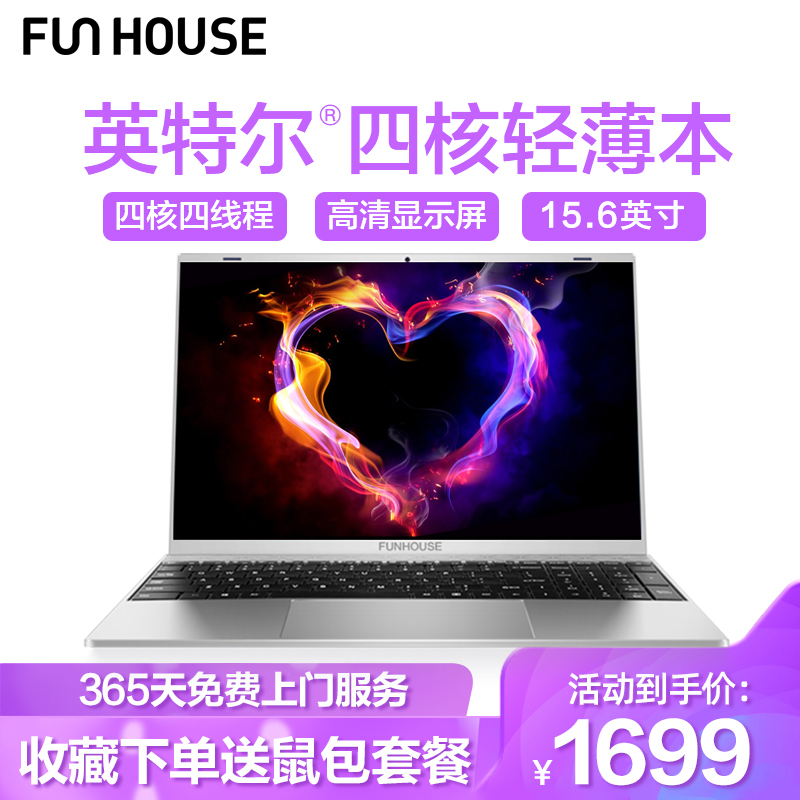 FUN HOUSE
英特尔®四核轻薄本
四核四线程 高清显示屏 15.6英寸
FUNHOUSE
365天免费上门服务
收藏下单送鼠包套餐
活动到手价:
¥1699